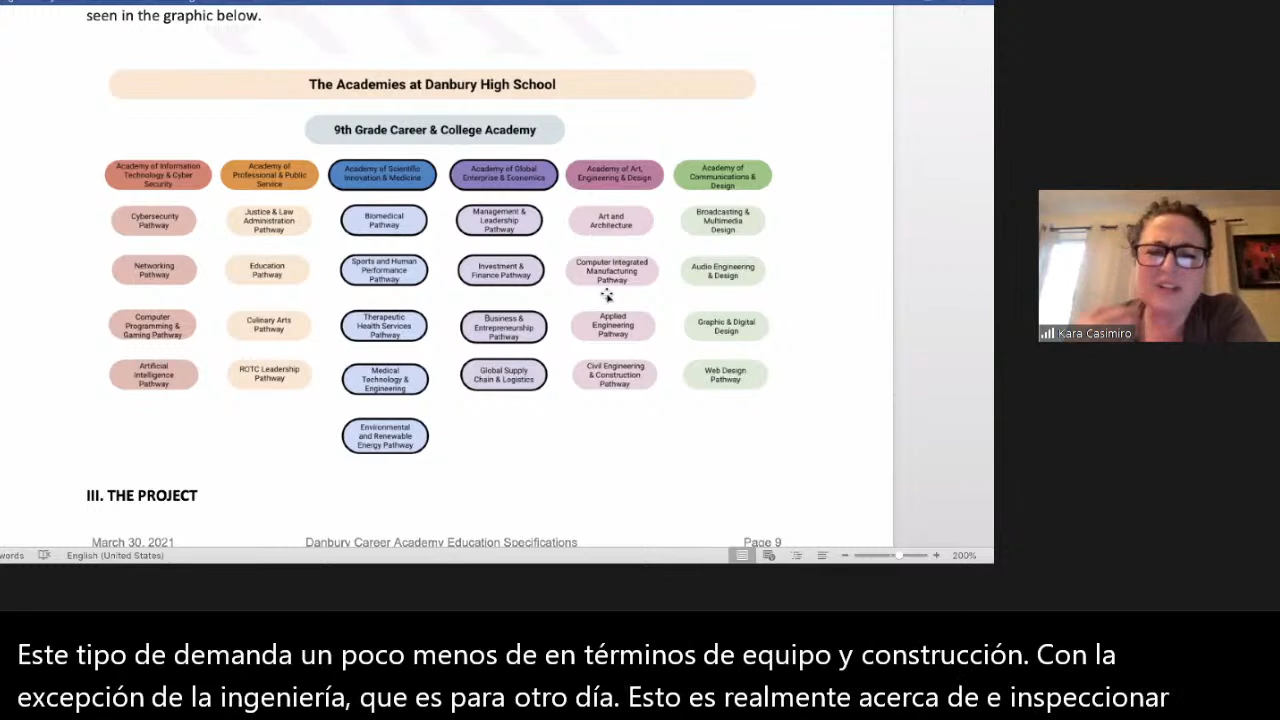 seen in the graphic below.
The Academies at Danbury High School
9th Grade Career & College Academy
Academy of Information
Technology & Cyber
Security
Academy of
Professional & Public
Service
Academy of Scientific
Innovation & Medicine
Academy of Global
Enterprise & Economics
Academy of Art,
Engineering & Design
Academy of
Communications &
Design
Cybersecurity
Pathway
Justice & Law
Administration
Pathway
Biomedical
Pathway
Management &
Leadership
Pathway
Art and
Architecture
Broadcasting &
Multimedia
Design
Networking
Pathway
Education
Pathway
Sports and Human
Performance
Pathway
Investment &
Finance Pathway
Computer Integrated
Manufacturing
Pathway
Audio Engineering
& Design
Computer
Programming &
Gaming Pathway
Culinary Arts
Pathway
Therapeutic
Health Services
Pathway
Business &
Entrepreneurship
Pathway
Applied
Engineering
Pathway
Graphic & Digital
Design
Artificial
Intelligence
Pathway
ROTC Leadership
Pathway
Medical
Technology &
Engineering
Global Supply
Chain & Logistics
Civil Engineering
& Construction
Pathway
Web Design
Pathway
Environmental
and Renewable
Energy Pathway
III. THE PROJECT
March 30, 2021 Danbury Career Academy Education Specifications Page 9
words English (United States) 200%
Kara Casimiro
Este tipo de demanda un poco menos de en términos de equipo y construcción. Con la
excepción de la ingeniería, que es para otro día. Esto es realmente acerca de e inspeccionar